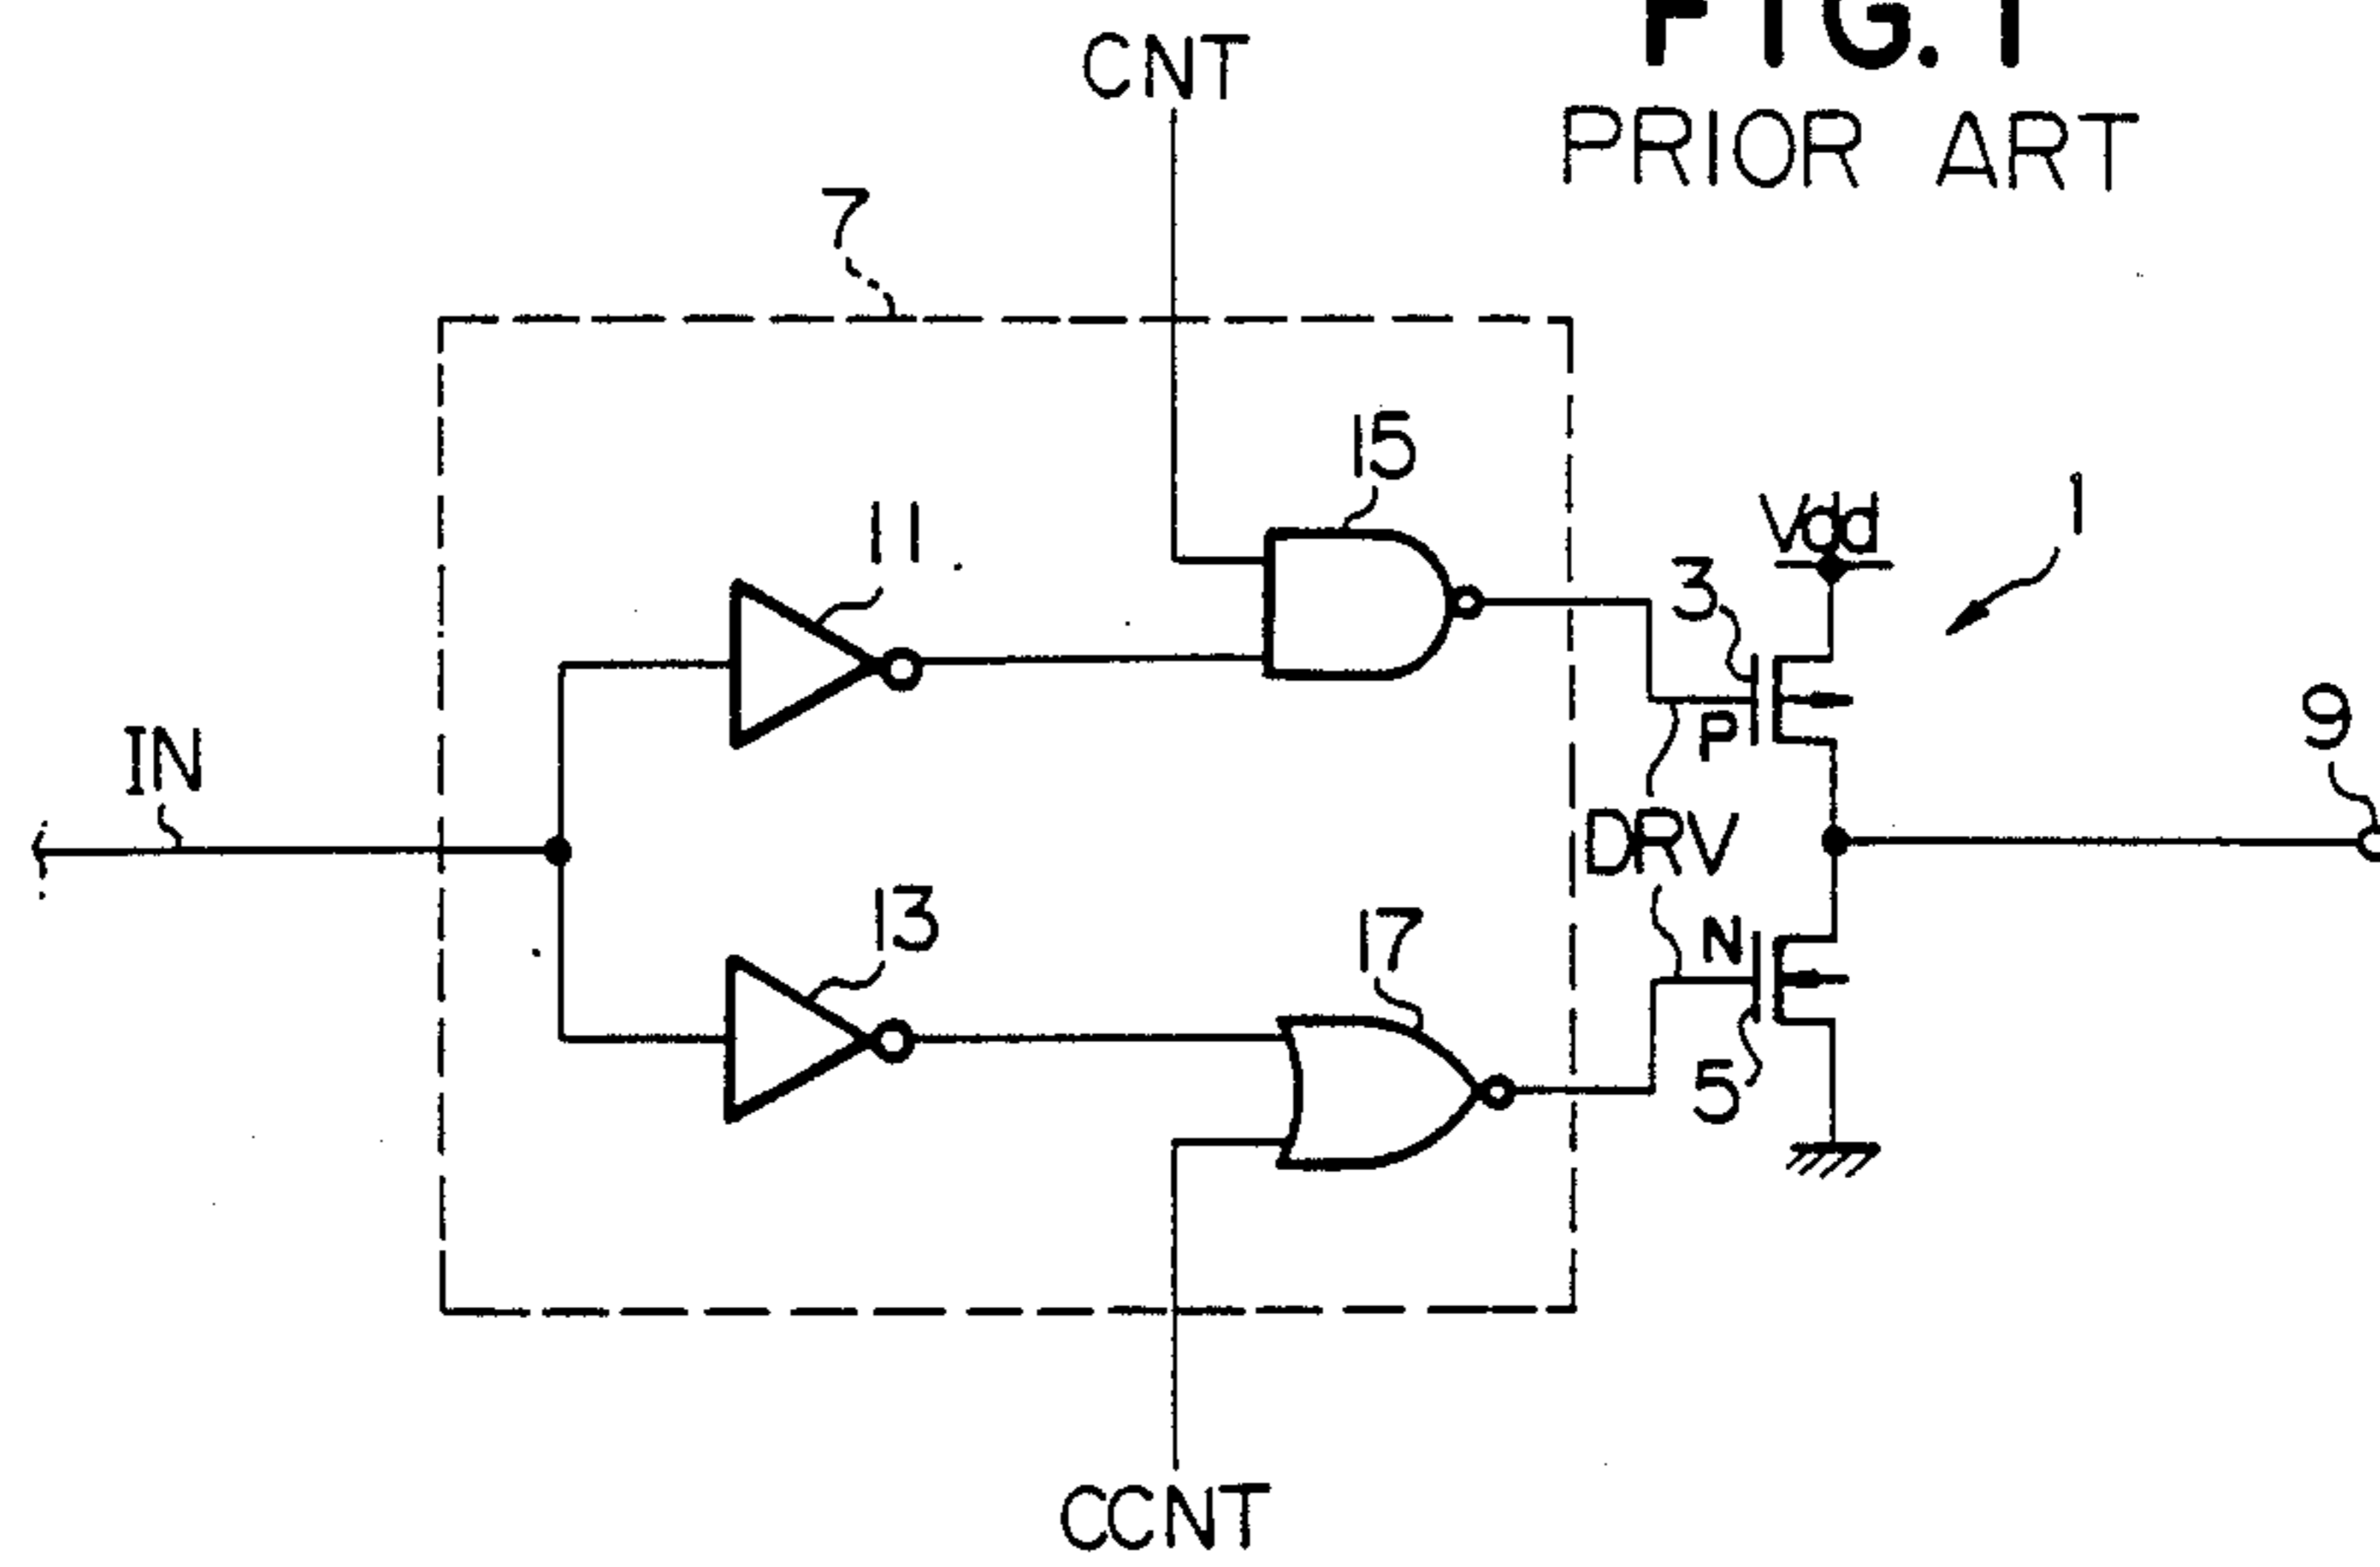 FIG. 1
PRIOR ART
CNT
7
15
11
Vdd
1
3
P
IN
9
DRV
13
17
N
5
CCNT